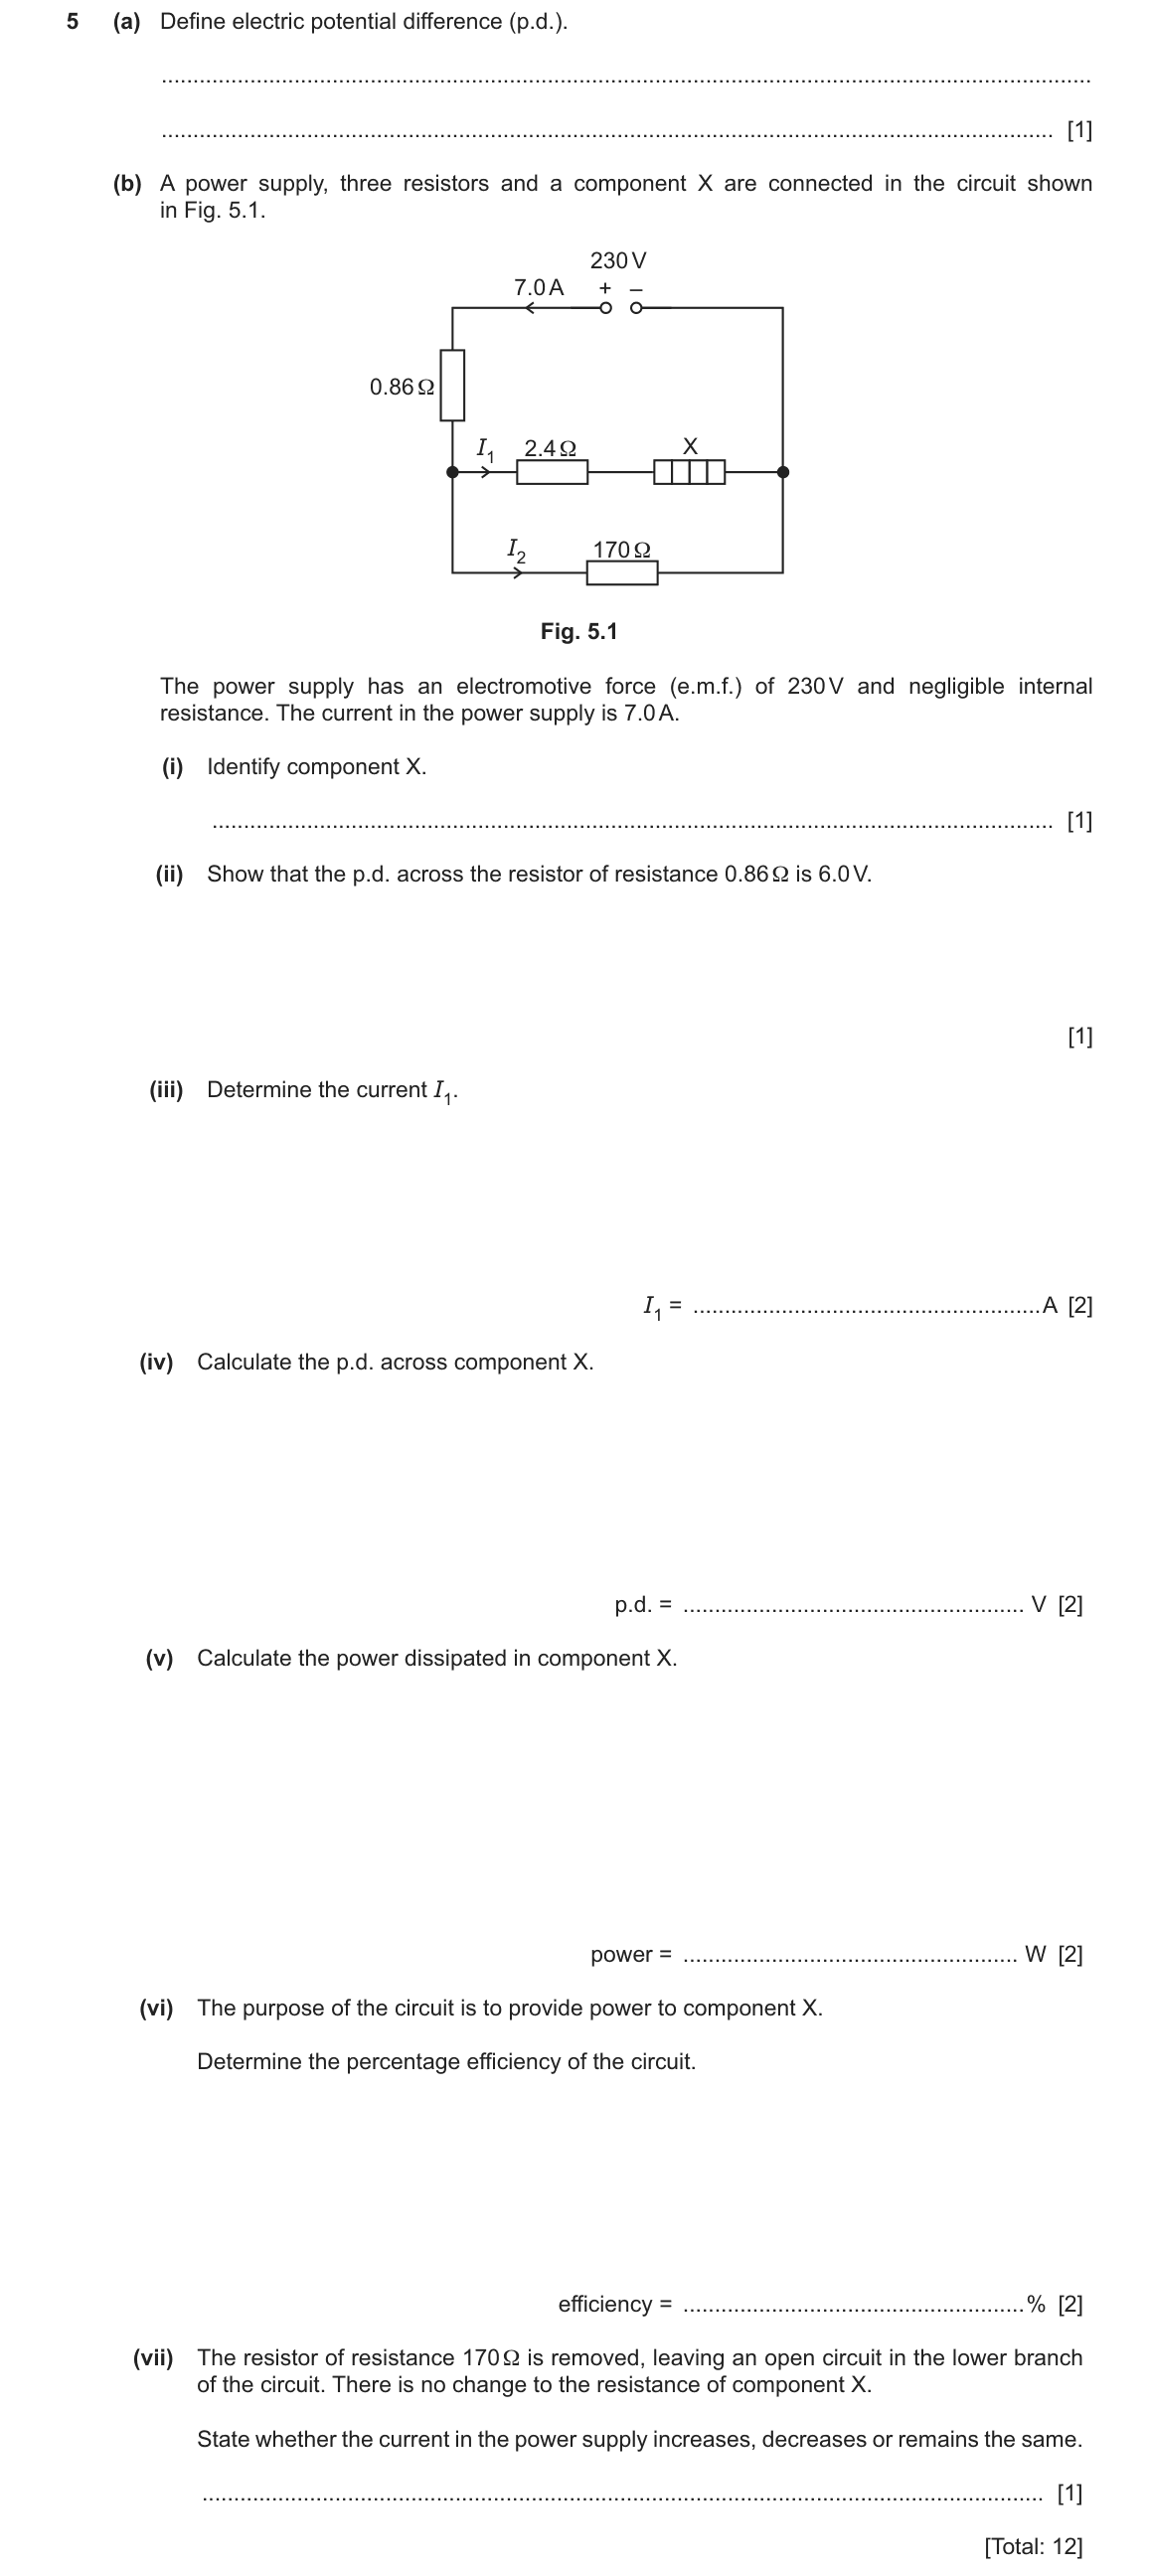 5 (a) Define electric potential difference (p.d.).
..........................................................................................................................................
.................................................................................................................................... [1]
(b) A power supply, three resistors and a component X are connected in the circuit shown
in Fig. 5.1.
230 V
7.0 A + –
0.86 Ω
I1 2.4 Ω X
I2 170 Ω
Fig. 5.1
The power supply has an electromotive force (e.m.f.) of 230 V and negligible internal
resistance. The current in the power supply is 7.0 A.
(i) Identify component X.
............................................................................................................................. [1]
(ii) Show that the p.d. across the resistor of resistance 0.86 Ω is 6.0 V.
[1]
(iii) Determine the current I1.
I1 = ...................................................... A [2]
(iv) Calculate the p.d. across component X.
p.d. = ..................................................... V [2]
(v) Calculate the power dissipated in component X.
power = .................................................... W [2]
(vi) The purpose of the circuit is to provide power to component X.
Determine the percentage efficiency of the circuit.
efficiency = ..................................................... % [2]
(vii) The resistor of resistance 170 Ω is removed, leaving an open circuit in the lower branch
of the circuit. There is no change to the resistance of component X.
State whether the current in the power supply increases, decreases or remains the same.
............................................................................................................................. [1]
[Total: 12]